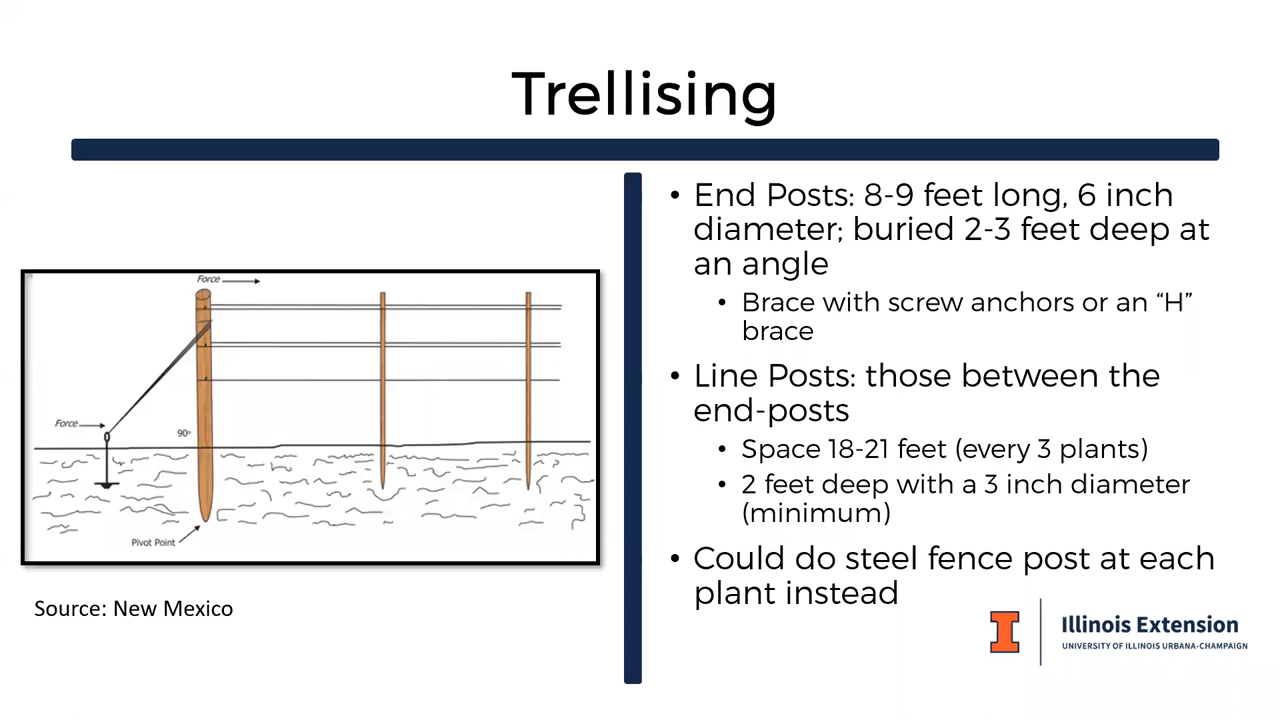 Trellising
Force
Force
90°
Pivot Point
Source: New Mexico
• End Posts: 8-9 feet long, 6 inch
diameter; buried 2-3 feet deep at
an angle
• Brace with screw anchors or an “H”
brace
• Line Posts: those between the
end-posts
• Space 18-21 feet (every 3 plants)
• 2 feet deep with a 3 inch diameter
(minimum)
• Could do steel fence post at each
plant instead
I
Illinois Extension
UNIVERSITY OF ILLINOIS URBANA-CHAMPAIGN